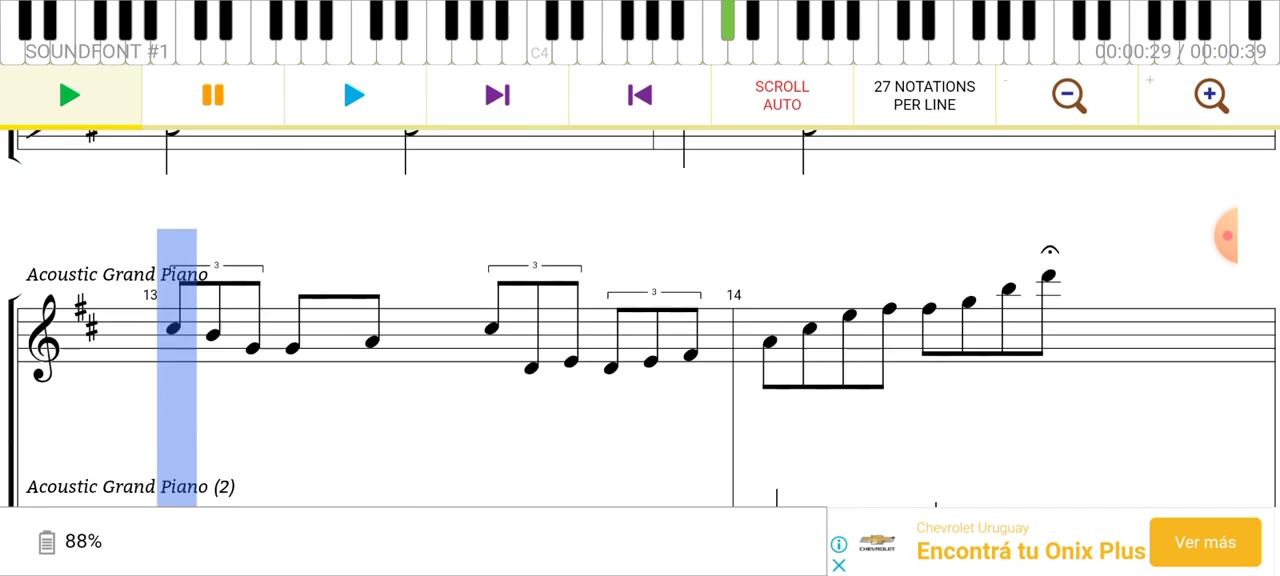 SOUNDFONT #1
C4
00:00:29 / 00:00:39
SCROLL
AUTO
27 NOTATIONS
PER LINE
-
+
Acoustic Grand Piano
3
3
3
13
14
Acoustic Grand Piano (2)
88%
Chevrolet Uruguay
Encontrá tu Onix Plus
CHEVROLET
Ver más